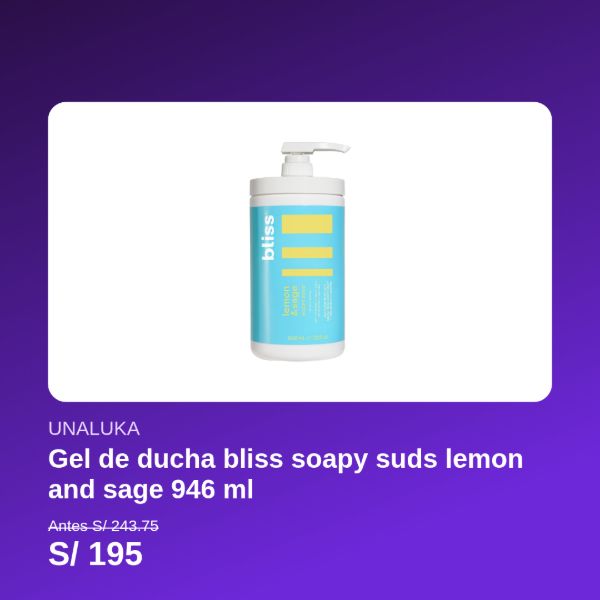 bliss
lemon
&sage
UNALUKA
Gel de ducha bliss soapy suds lemon
and sage 946 ml
Antes S/ 243.75
S/ 195